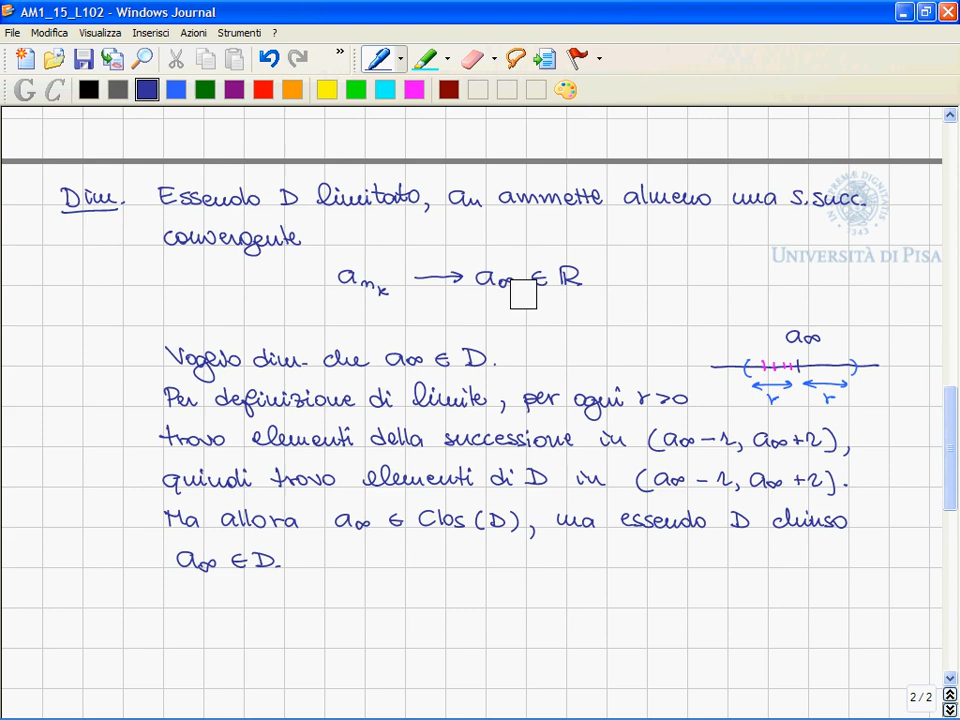 AM1_15_L102 - Windows Journal
File Modifica Visualizza Inserisci Azioni Strumenti ?
G C
Dim. Essendo D limitato, an ammette almeno una s.succ.
convergente
UNIVERSITÀ DI PISA
a_{n_k} → a∞ ∈ ℝ
a∞
Voglio dim. che a∞ ∈ D.
( )
r r
Per definizione di limite, per ogni r>0
trovo elementi della successione in (a∞ - r, a∞ + r),
quindi trovo elementi di D in (a∞ - r, a∞ + r).
Ma allora a∞ ∈ Clos(D), ma essendo D chiuso
a∞ ∈ D.
2 / 2